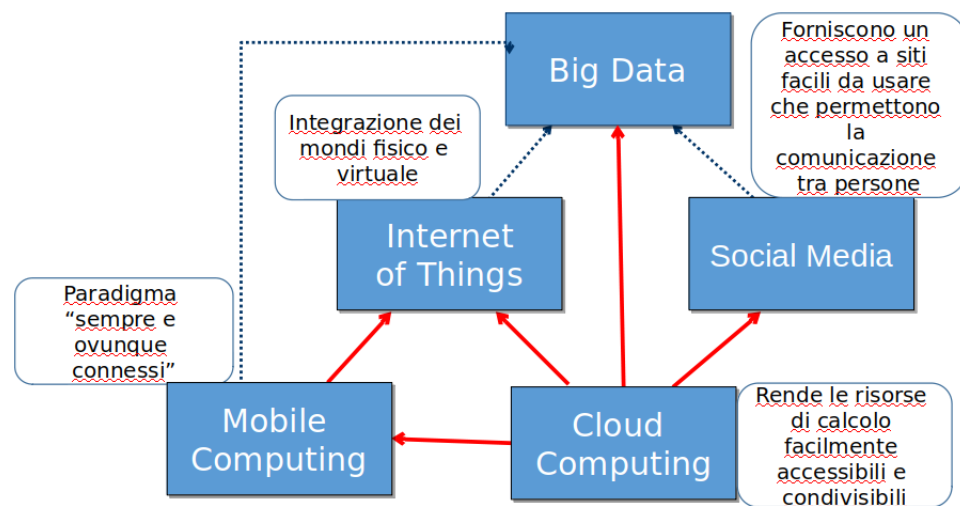 Big Data
Forniscono un
accesso a siti
facili da usare
che permettono
la
comunicazione
tra persone
Integrazione dei
mondi fisico e
virtuale
Internet
of Things
Social Media
Paradigma
“sempre e
ovunque
connessi”
Mobile
Computing
Cloud
Computing
Rende le risorse
di calcolo
facilmente
accessibili e
condivisibili